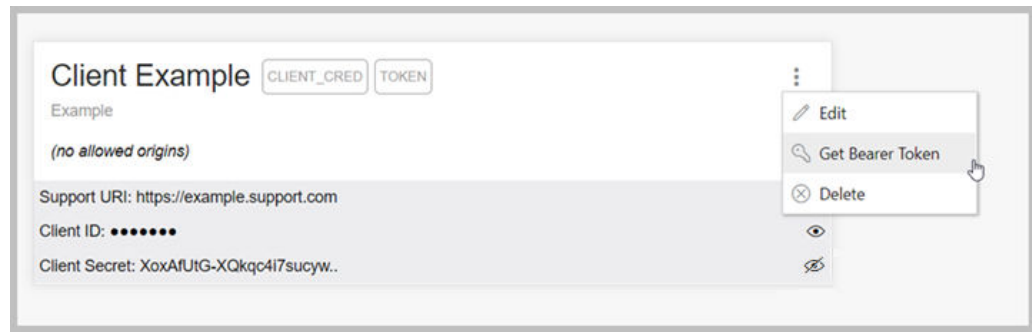 Client Example CLIENT_CRED TOKEN
Example
(no allowed origins)
Edit
Get Bearer Token
Delete
Support URI: https://example.support.com
Client ID: ●●●●●●●
Client Secret: XoxAfUtG-XQkqc4i7sucyw..